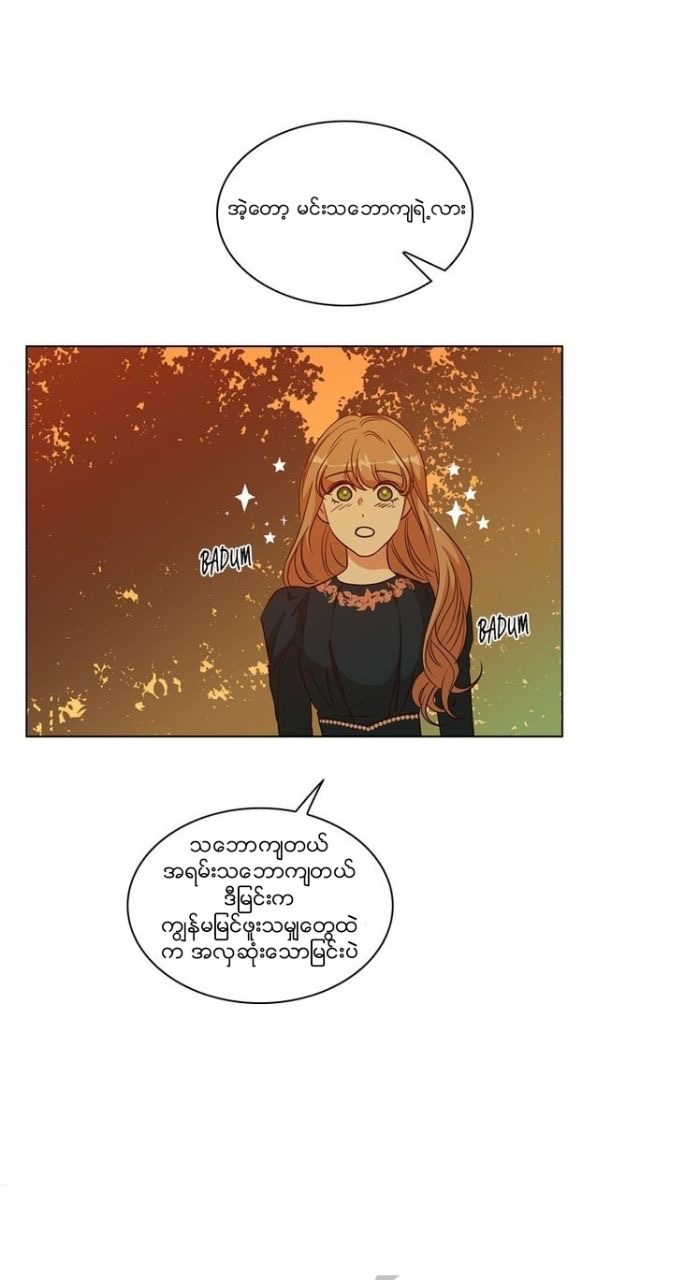 အဲ့တော့ မင်းသဘောကျရဲ့လား
BADUM
BADUM
သဘောကျတယ်
အရမ်းသဘောကျတယ်
ဒီမြင်းက
ကျွန်မမြင်ဖူးသမျှတွေထဲ
က အလှဆုံးသောမြင်းပဲ